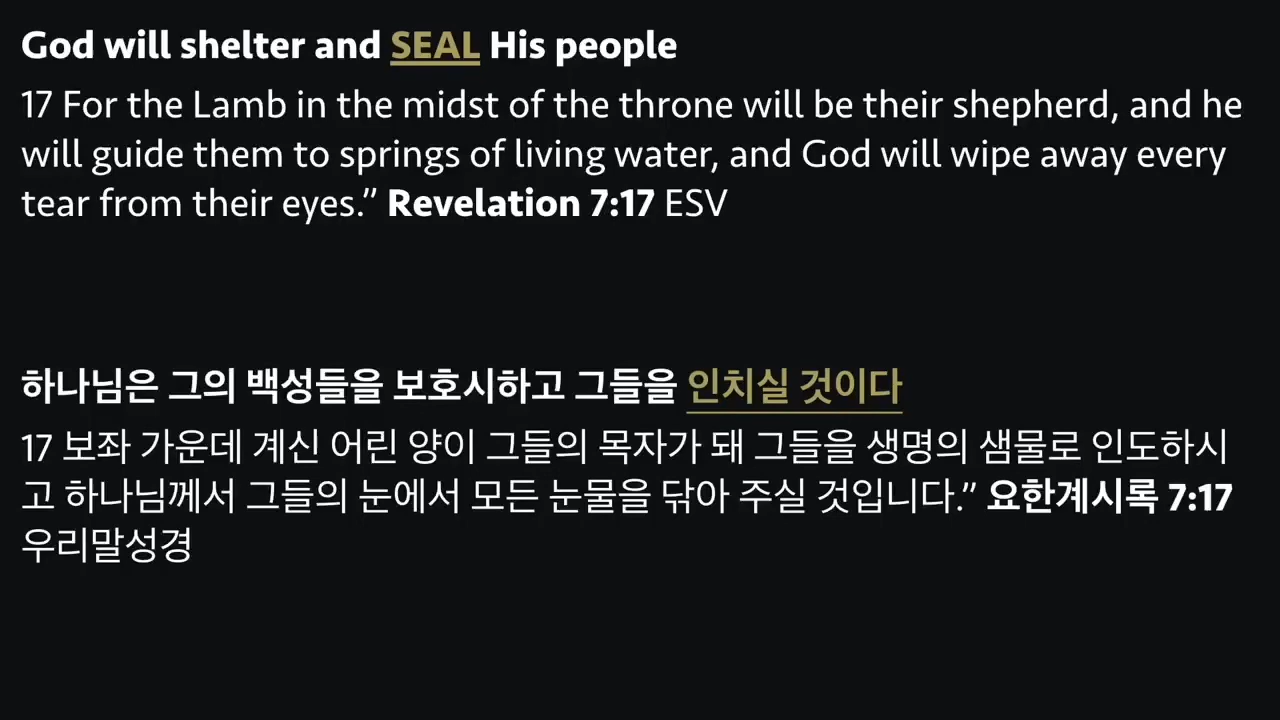 God will shelter and SEAL His people
17 For the Lamb in the midst of the throne will be their shepherd, and he
will guide them to springs of living water, and God will wipe away every
tear from their eyes.” Revelation 7:17 ESV
하나님은 그의 백성들을 보호시하고 그들을 인치실 것이다
17 보좌 가운데 계신 어린 양이 그들의 목자가 돼 그들을 생명의 샘물로 인도하시
고 하나님께서 그들의 눈에서 모든 눈물을 닦아 주실 것입니다.” 요한계시록 7:17
우리말성경